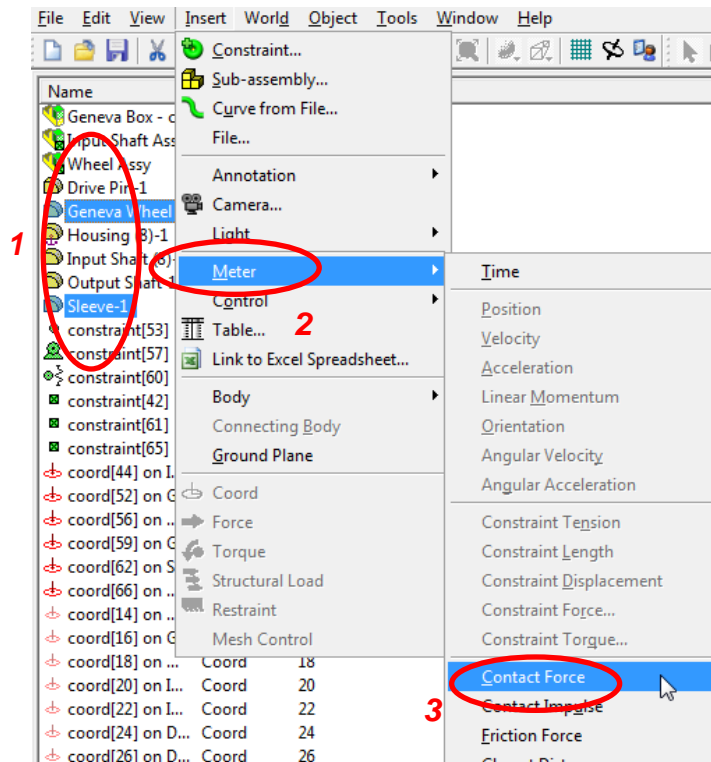 File Edit View Insert World Object Tools Window Help
Name
Geneva Box - c
Input Shaft Ass
Wheel Assy
Drive Pin-1
Geneva Wheel
Housing (8)-1
Input Shaft (8)-
Output Shaft-1
Sleeve-1
constraint[53]
constraint[57]
constraint[60]
constraint[42]
constraint[61]
constraint[65]
coord[44] on I.
coord[52] on G
coord[56] on ..
coord[59] on G
coord[62] on S
coord[66] on ..
coord[14] on ..
coord[16] on G
coord[18] on ... Coord 18
coord[20] on I... Coord 20
coord[22] on I... Coord 22
coord[24] on D... Coord 24
coord[26] on D... Coord 26
1
Constraint...
Sub-assembly...
Curve from File...
File...
Annotation
Camera...
Light
Meter
Control
2
Table...
Link to Excel Spreadsheet...
Body
Connecting Body
Ground Plane
Coord
Force
Torque
Structural Load
Restraint
Mesh Control
Time
Position
Velocity
Acceleration
Linear Momentum
Orientation
Angular Velocity
Angular Acceleration
Constraint Tension
Constraint Length
Constraint Displacement
Constraint Force...
Constraint Torque...
Contact Force
3
Contact Impulse
Friction Force